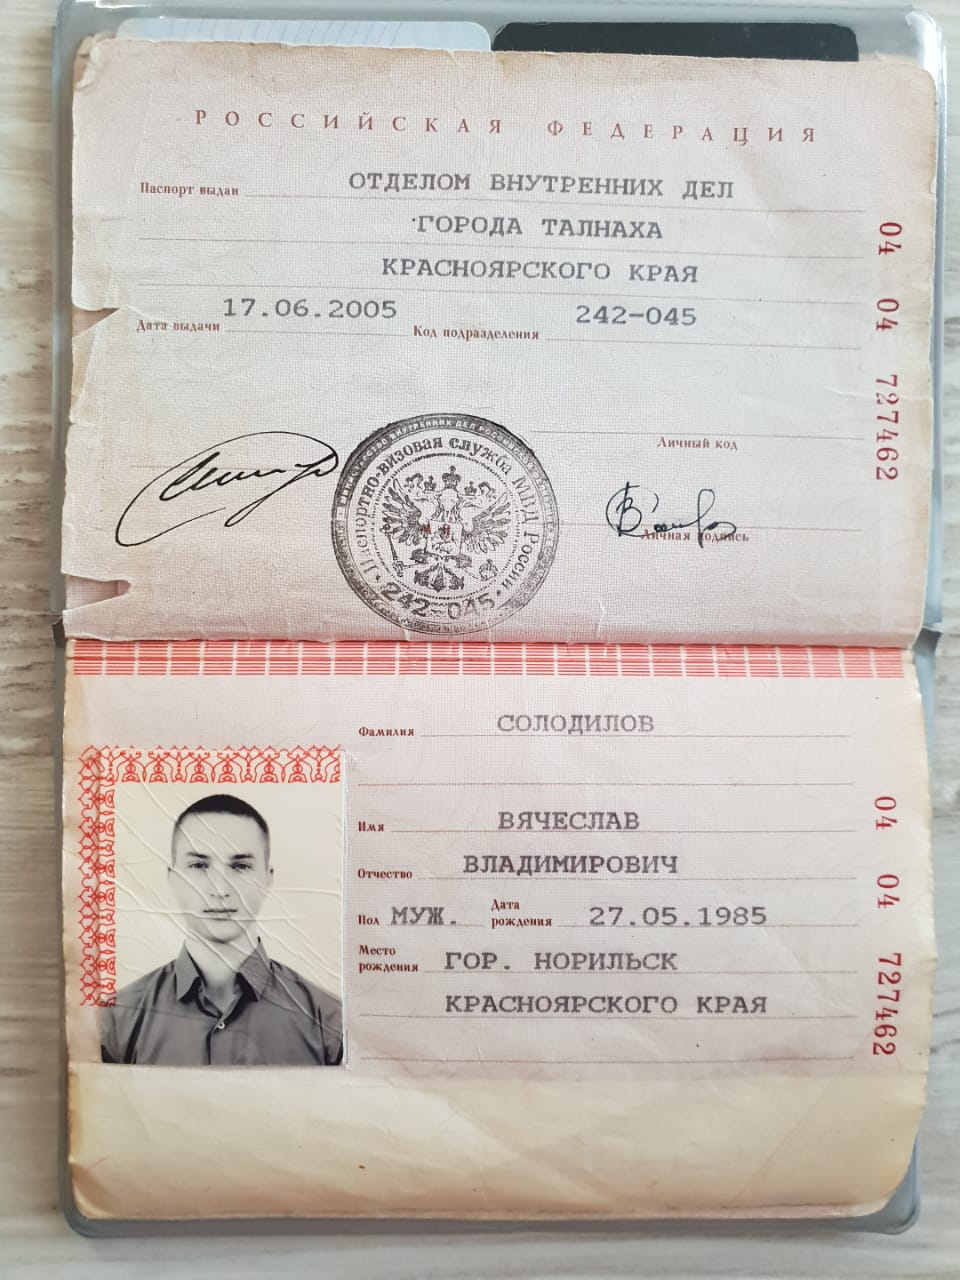 РОССИЙСКАЯ ФЕДЕРАЦИЯ
Паспорт выдан ОТДЕЛОМ ВНУТРЕННИХ ДЕЛ
ГОРОДА ТАЛНАХА
КРАСНОЯРСКОГО КРАЯ
Дата выдачи 17.06.2005 Код подразделения 242-045
04 04 727462
Личный код
Личная подпись
Паспортно-визовая служба МВД России
242-045
Фамилия СОЛОДИЛОВ
Имя ВЯЧЕСЛАВ
Отчество ВЛАДИМИРОВИЧ
Пол МУЖ. Дата рождения 27.05.1985
Место рождения ГОР. НОРИЛЬСК
КРАСНОЯРСКОГО КРАЯ
04 04 727462